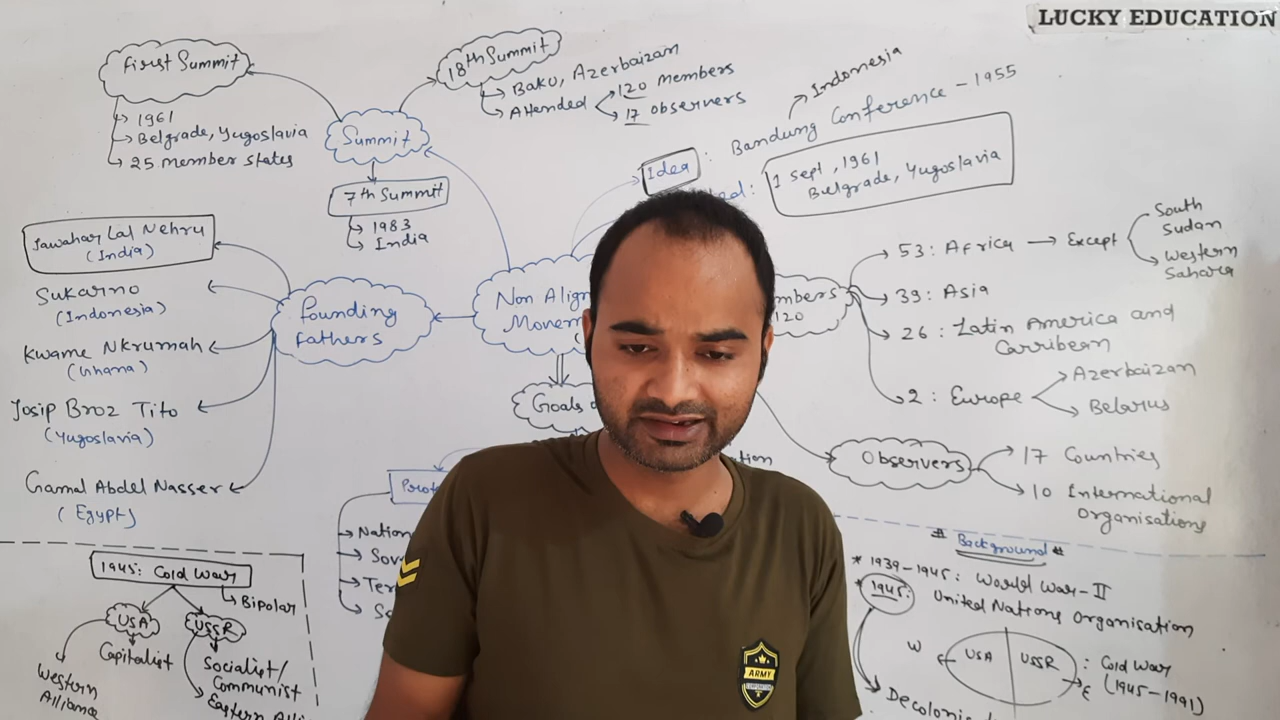 LUCKY EDUCATION
First Summit
1961
Belgrade, Yugoslavia
25 member states
Summit
18th Summit
Baku, Azerbaizan
Attended
120 Members
17 observers
7th Summit
1983
India
Idea : Bandung Conference - 1955
Indonesia
1 Sept, 1961
Belgrade, Yugoslavia
Jawahar Lal Nehru
(India)
Sukarno
(Indonesia)
Kwame Nkrumah
(Ghana)
Josip Broz Tito
(Yugoslavia)
Gamal Abdel Nasser
(Egypt)
Founding
Fathers
Non
120
53 : Africa
Except
South
Sudan
Western
Sahara
39 : Asia
26 : Latin America and
Carribean
2 : Europe
Azerbaizan
Belarus
Goals
Observers
17 Countries
10 International
Organisations
1945: Cold War
Bipolar
USA
USSR
Capitalist
Socialist/
Communist
Western
Alliance
Eastern
# Background #
* 1939-1945: World War-II
* 1945: United Nations Organisation
W
USA
USSR
E
: Cold War
(1945-1991)
ARMY